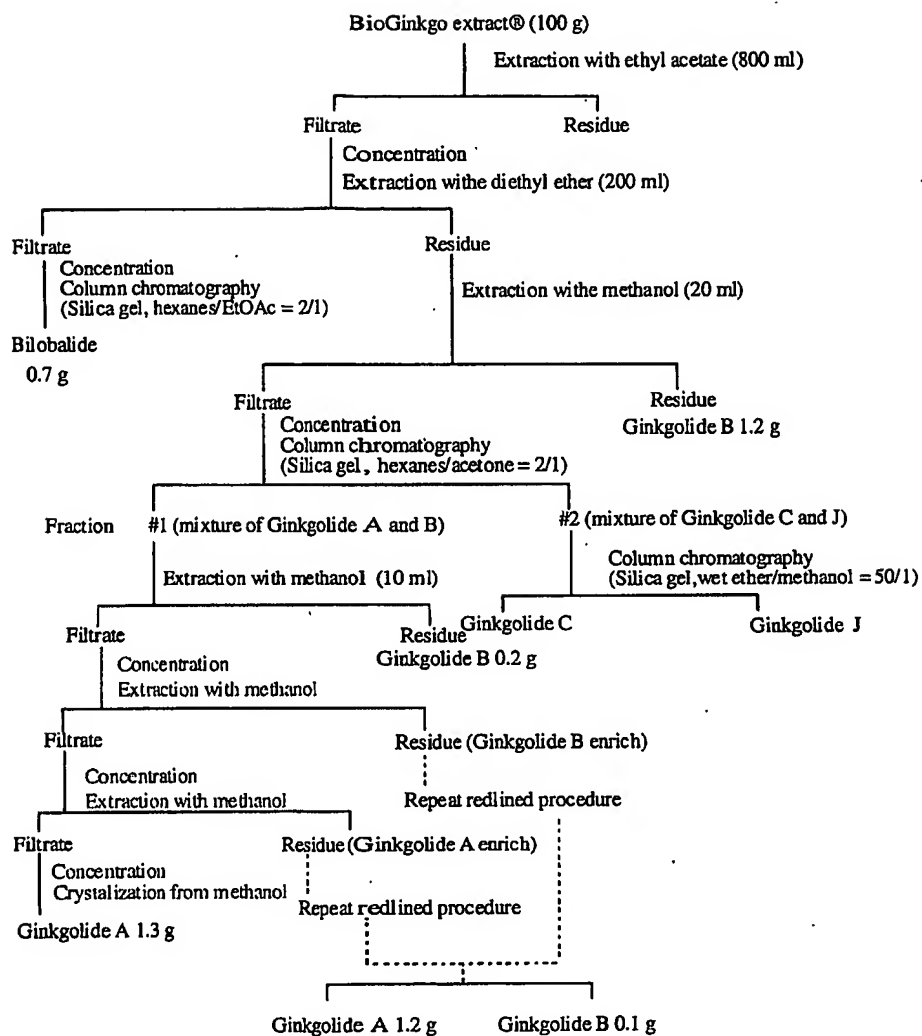 BioGinkgo extract® (100 g)
Extraction with ethyl acetate (800 ml)
Filtrate
Residue
Concentration
Extraction withe diethyl ether (200 ml)
Filtrate
Residue
Concentration
Column chromatography
(Silica gel, hexanes/EtOAc = 2/1)
Extraction withe methanol (20 ml)
Bilobalide
0.7 g
Filtrate
Residue
Ginkgolide B 1.2 g
Concentration
Column chromatography
(Silica gel, hexanes/acetone = 2/1)
Fraction #1 (mixture of Ginkgolide A and B)
#2 (mixture of Ginkgolide C and J)
Extraction with methanol (10 ml)
Column chromatography
(Silica gel,wet ether/methanol = 50/1)
Filtrate
Residue
Ginkgolide B 0.2 g
Ginkgolide C
Ginkgolide J
Concentration
Extraction with methanol
Filtrate
Residue (Ginkgolide B enrich)
Concentration
Extraction with methanol
Repeat redlined procedure
Filtrate
Residue (Ginkgolide A enrich)
Concentration
Crystalization from methanol
Repeat redlined procedure
Ginkgolide A 1.3 g
Ginkgolide A 1.2 g
Ginkgolide B 0.1 g